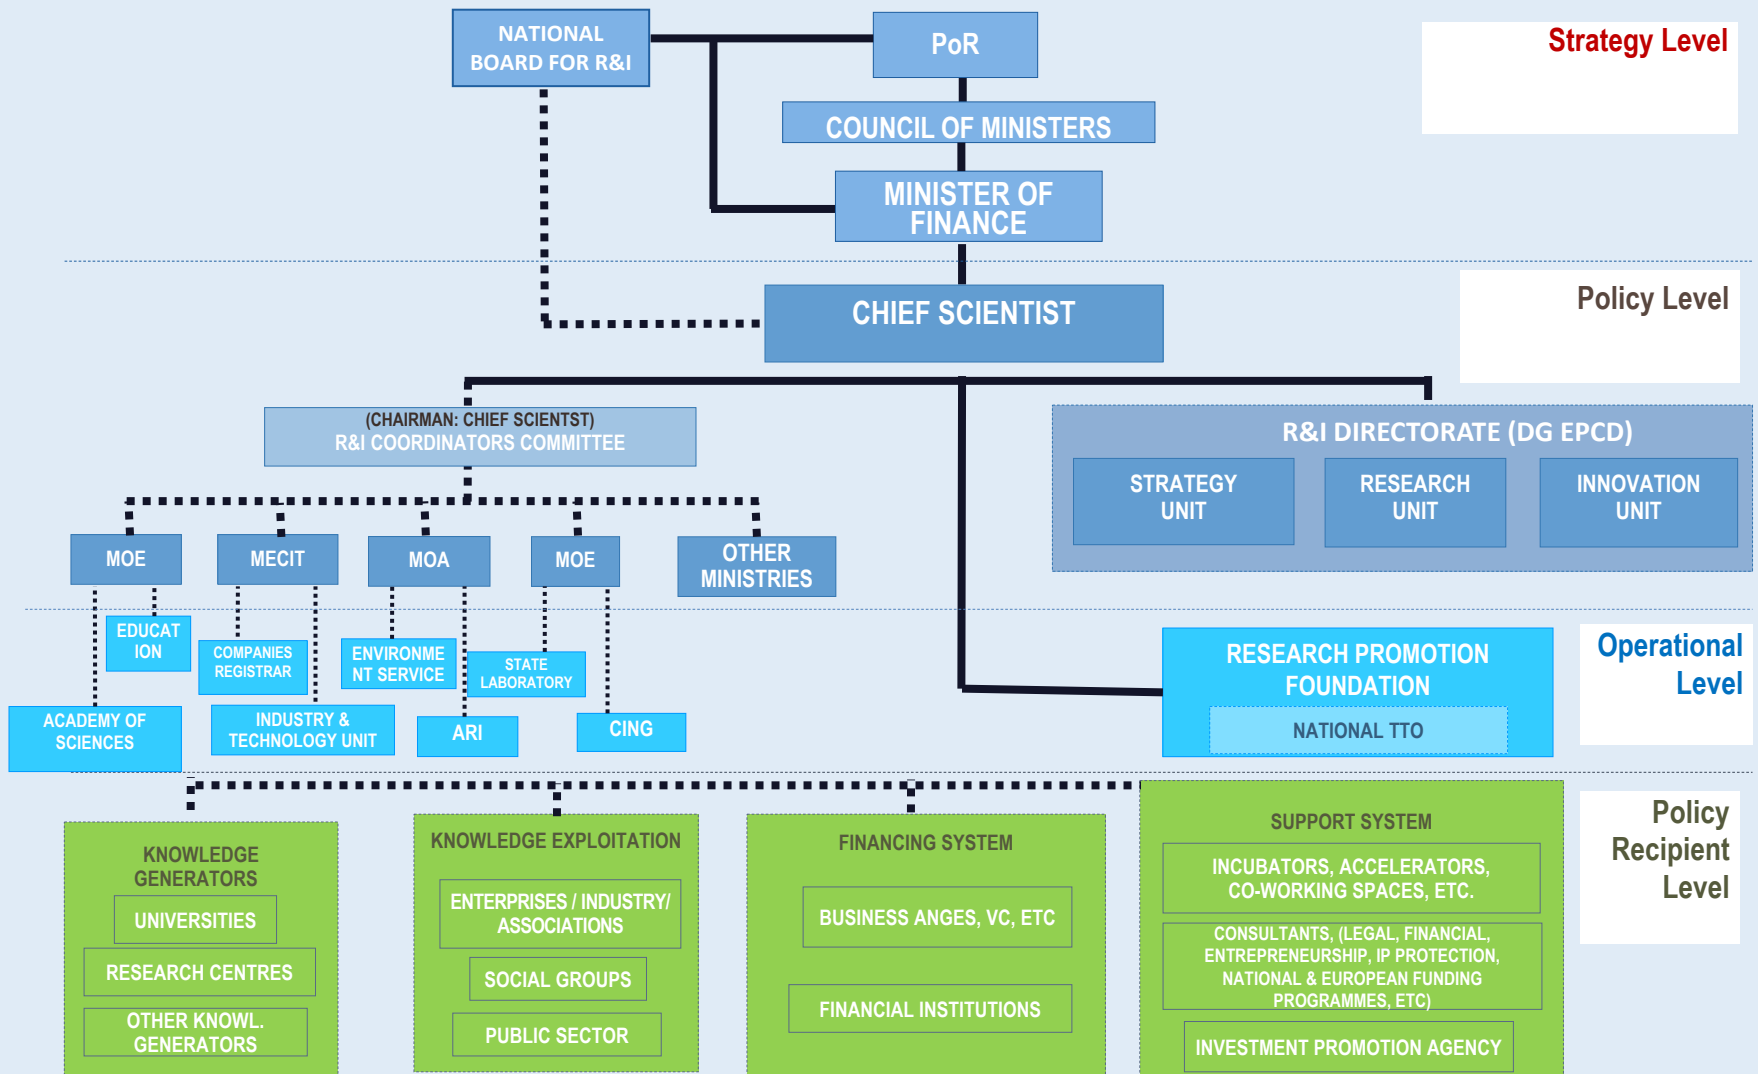 NATIONAL
BOARD FOR R&I
PoR
Strategy Level
COUNCIL OF MINISTERS
MINISTER OF
FINANCE
CHIEF SCIENTIST
Policy Level
(CHAIRMAN: CHIEF SCIENTST)
R&I COORDINATORS COMMITTEE
R&I DIRECTORATE (DG EPCD)
STRATEGY
UNIT
RESEARCH
UNIT
INNOVATION
UNIT
MOE
MECIT
MOA
MOE
OTHER
MINISTRIES
EDUCAT
ION
COMPANIES
REGISTRAR
ENVIRONME
NT SERVICE
STATE
LABORATORY
ACADEMY OF
SCIENCES
INDUSTRY &
TECHNOLOGY UNIT
ARI
CING
RESEARCH PROMOTION
FOUNDATION
NATIONAL TTO
Operational
Level
KNOWLEDGE
GENERATORS
UNIVERSITIES
RESEARCH CENTRES
OTHER KNOWL.
GENERATORS
KNOWLEDGE EXPLOITATION
ENTERPRISES / INDUSTRY/
ASSOCIATIONS
SOCIAL GROUPS
PUBLIC SECTOR
FINANCING SYSTEM
BUSINESS ANGES, VC, ETC
FINANCIAL INSTITUTIONS
SUPPORT SYSTEM
INCUBATORS, ACCELERATORS,
CO-WORKING SPACES, ETC.
CONSULTANTS, (LEGAL, FINANCIAL,
ENTREPRENEURSHIP, IP PROTECTION,
NATIONAL & EUROPEAN FUNDING
PROGRAMMES, ETC)
INVESTMENT PROMOTION AGENCY
Policy
Recipient
Level